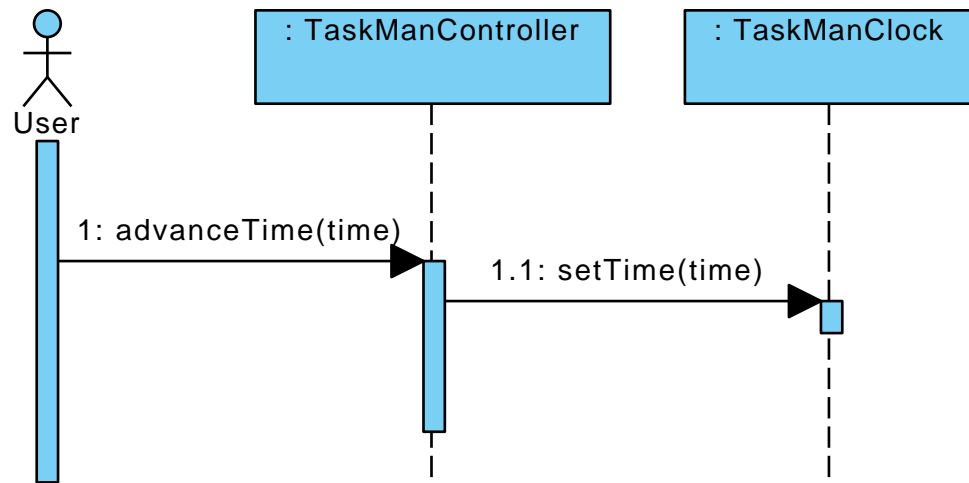 : TaskManController
: TaskManClock
User
1: advanceTime(time)
1.1: setTime(time)